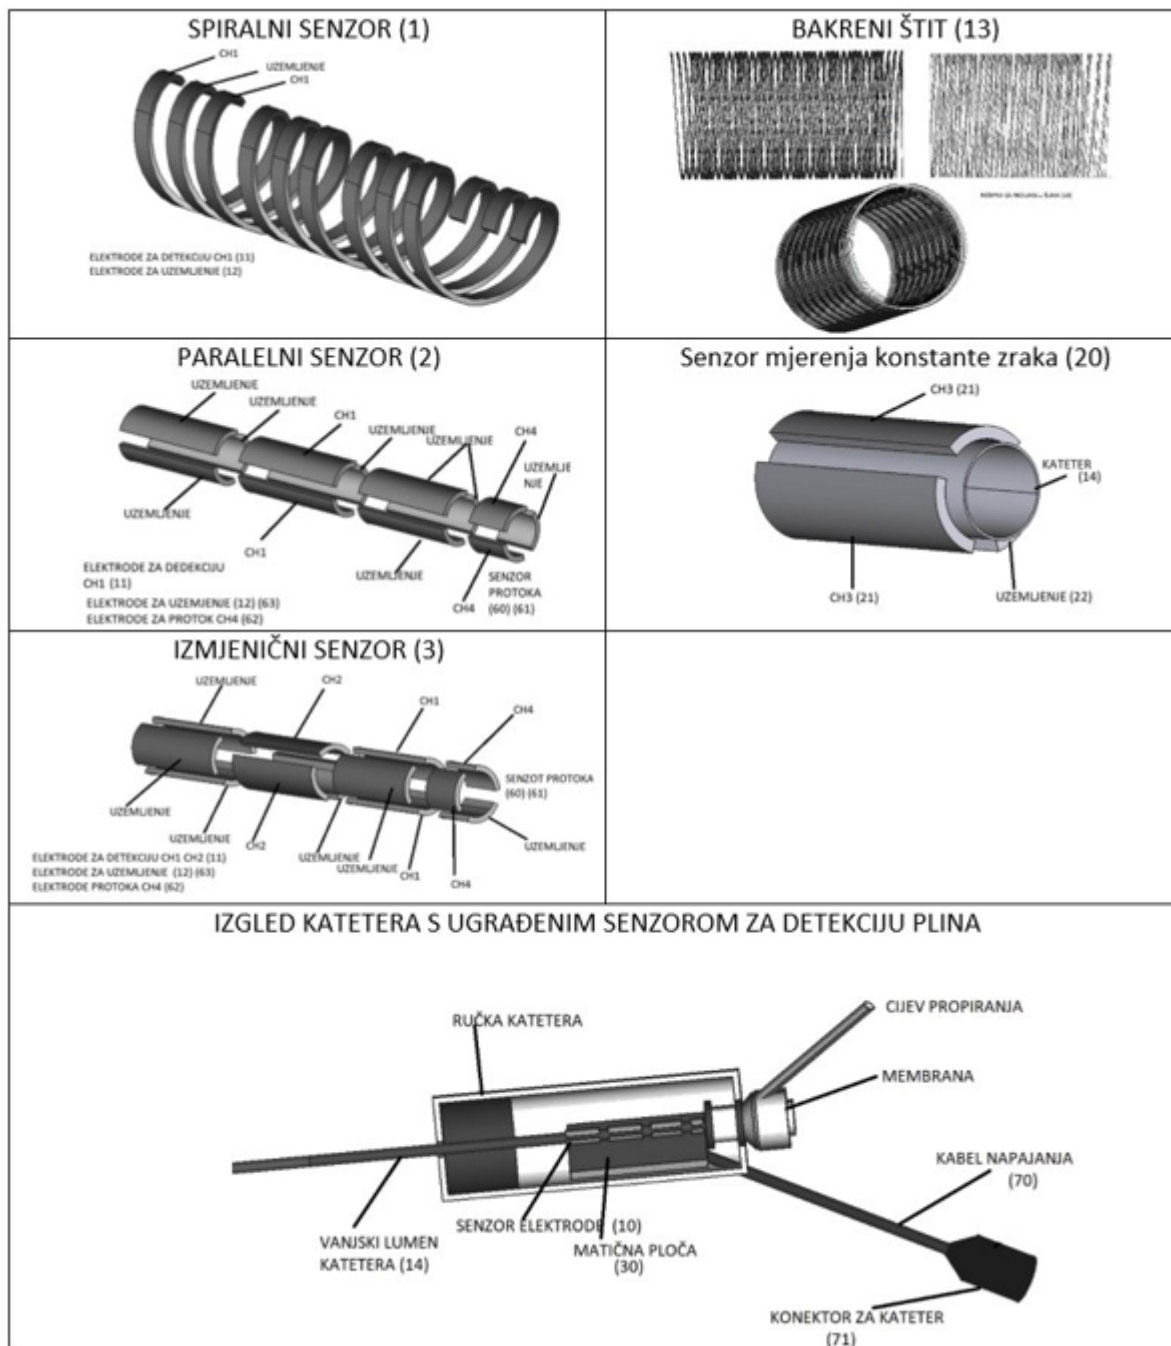 SPIRALNI SENZOR (1)
CH1
UZEMLJENJE
CH1
ELEKTRODE ZA DETEKCIJU CH1 (11)
ELEKTRODE ZA UZEMLJENJE (12)
BAKRENI ŠTIT (13)
PARALELNI SENZOR (2)
UZEMLJENJE
UZEMLJENJE
CH1
UZEMLJENJE
UZEMLJENJE
CH4
UZEMLJE
NJE
UZEMLJENJE
CH1
UZEMLJENJE
CH4
SENZOR
PROTOKA
(60) (61)
ELEKTRODE ZA DEDEKCIJU
CH1 (11)
ELEKTRODE ZA UZEMJENJE (12) (63)
ELEKTRODE ZA PROTOK CH4 (62)
Senzor mjerenja konstante zraka (20)
CH3 (21)
KATETER
(14)
CH3 (21)
UZEMLJENJE (22)
IZMJENIČNI SENZOR (3)
UZEMLJENJE
CH2
CH1
CH4
SENZOT PROTOKA
(60) (61)
UZEMLJENJE
UZEMLJENJE
CH2
UZEMLJENJE
UZEMLJENJE
CH1
CH4
UZEMLJENJE
ELEKTRODE ZA DETEKCIJU CH1 CH2 (11)
ELEKTRODE ZA UZEMLJENJE (12) (63)
ELEKTRODE PROTOKA CH4 (62)
IZGLED KATETERA S UGRAĐENIM SENZOROM ZA DETEKCIJU PLINA
RUČKA KATETERA
CIJEV PROPIRANJA
MEMBRANA
KABEL NAPAJANJA
(70)
SENZOR ELEKTRODE (10)
VANJSKI LUMEN
KATETERA (14)
MATIČNA PLOČA
(30)
KONEKTOR ZA KATETER
(71)